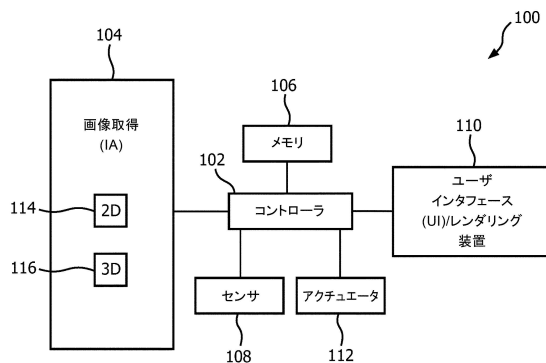 100
104
画像取得
(IA)
114
2D
116
3D
106
メモリ
102
コントローラ
110
ユーザ
インタフェース
(UI)/レンダリング
装置
センサ
108
アクチュエータ
112